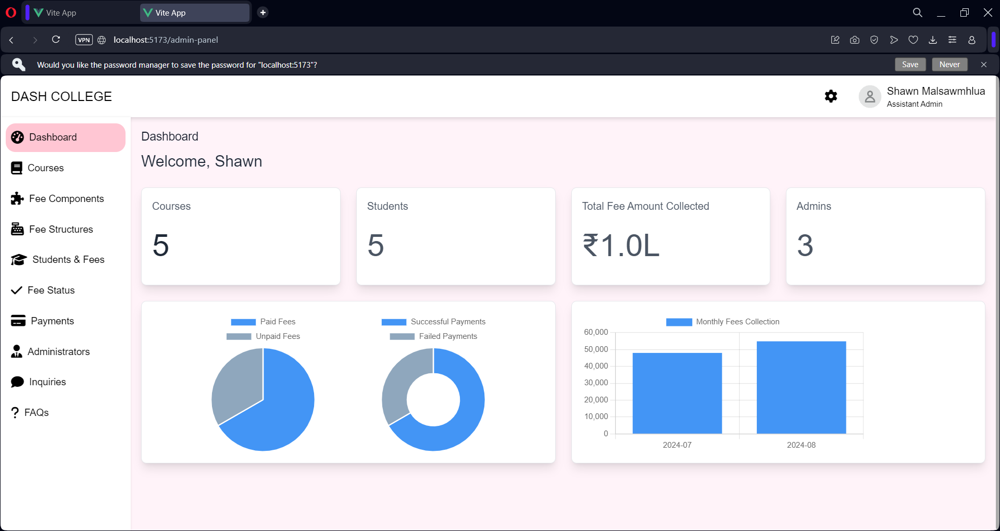 Vite App
Vite App
VPN
localhost:5173/admin-panel
Would you like the password manager to save the password for "localhost:5173"?
Save
Never
DASH COLLEGE
Shawn Malsawmhlua
Assistant Admin
Dashboard
Courses
Fee Components
Fee Structures
Students & Fees
Fee Status
Payments
Administrators
Inquiries
FAQs
Dashboard
Welcome, Shawn
Courses
5
Students
5
Total Fee Amount Collected
₹1.0L
Admins
3
Paid Fees
Unpaid Fees
Successful Payments
Failed Payments
Monthly Fees Collection
60,000
50,000
40,000
30,000
20,000
10,000
0
2024-07
2024-08